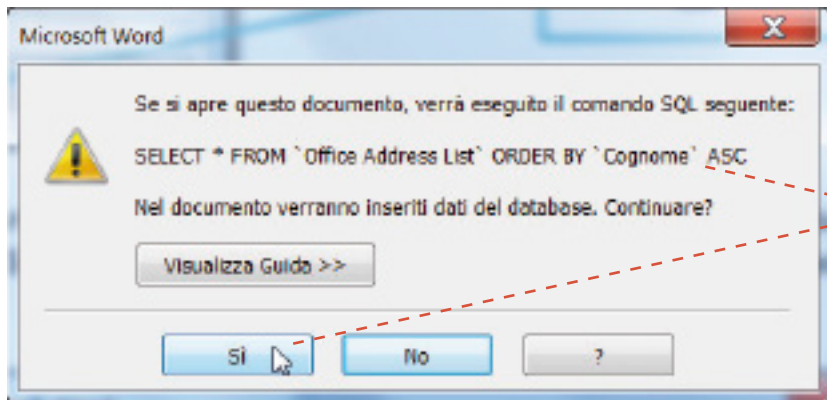 Microsoft Word
Se si apre questo documento, verrà eseguito il comando SQL seguente:
SELECT * FROM `Office Address List` ORDER BY `Cognome` ASC
Nel documento verranno inseriti dati del database. Continuare?
Visualizza Guida >>
Sì
No
?